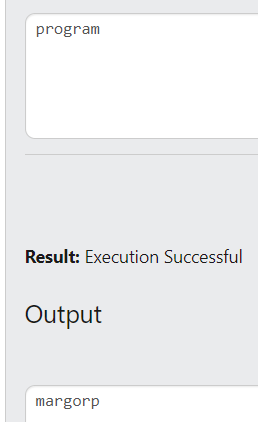 program
Result: Execution Successful
Output
margorp